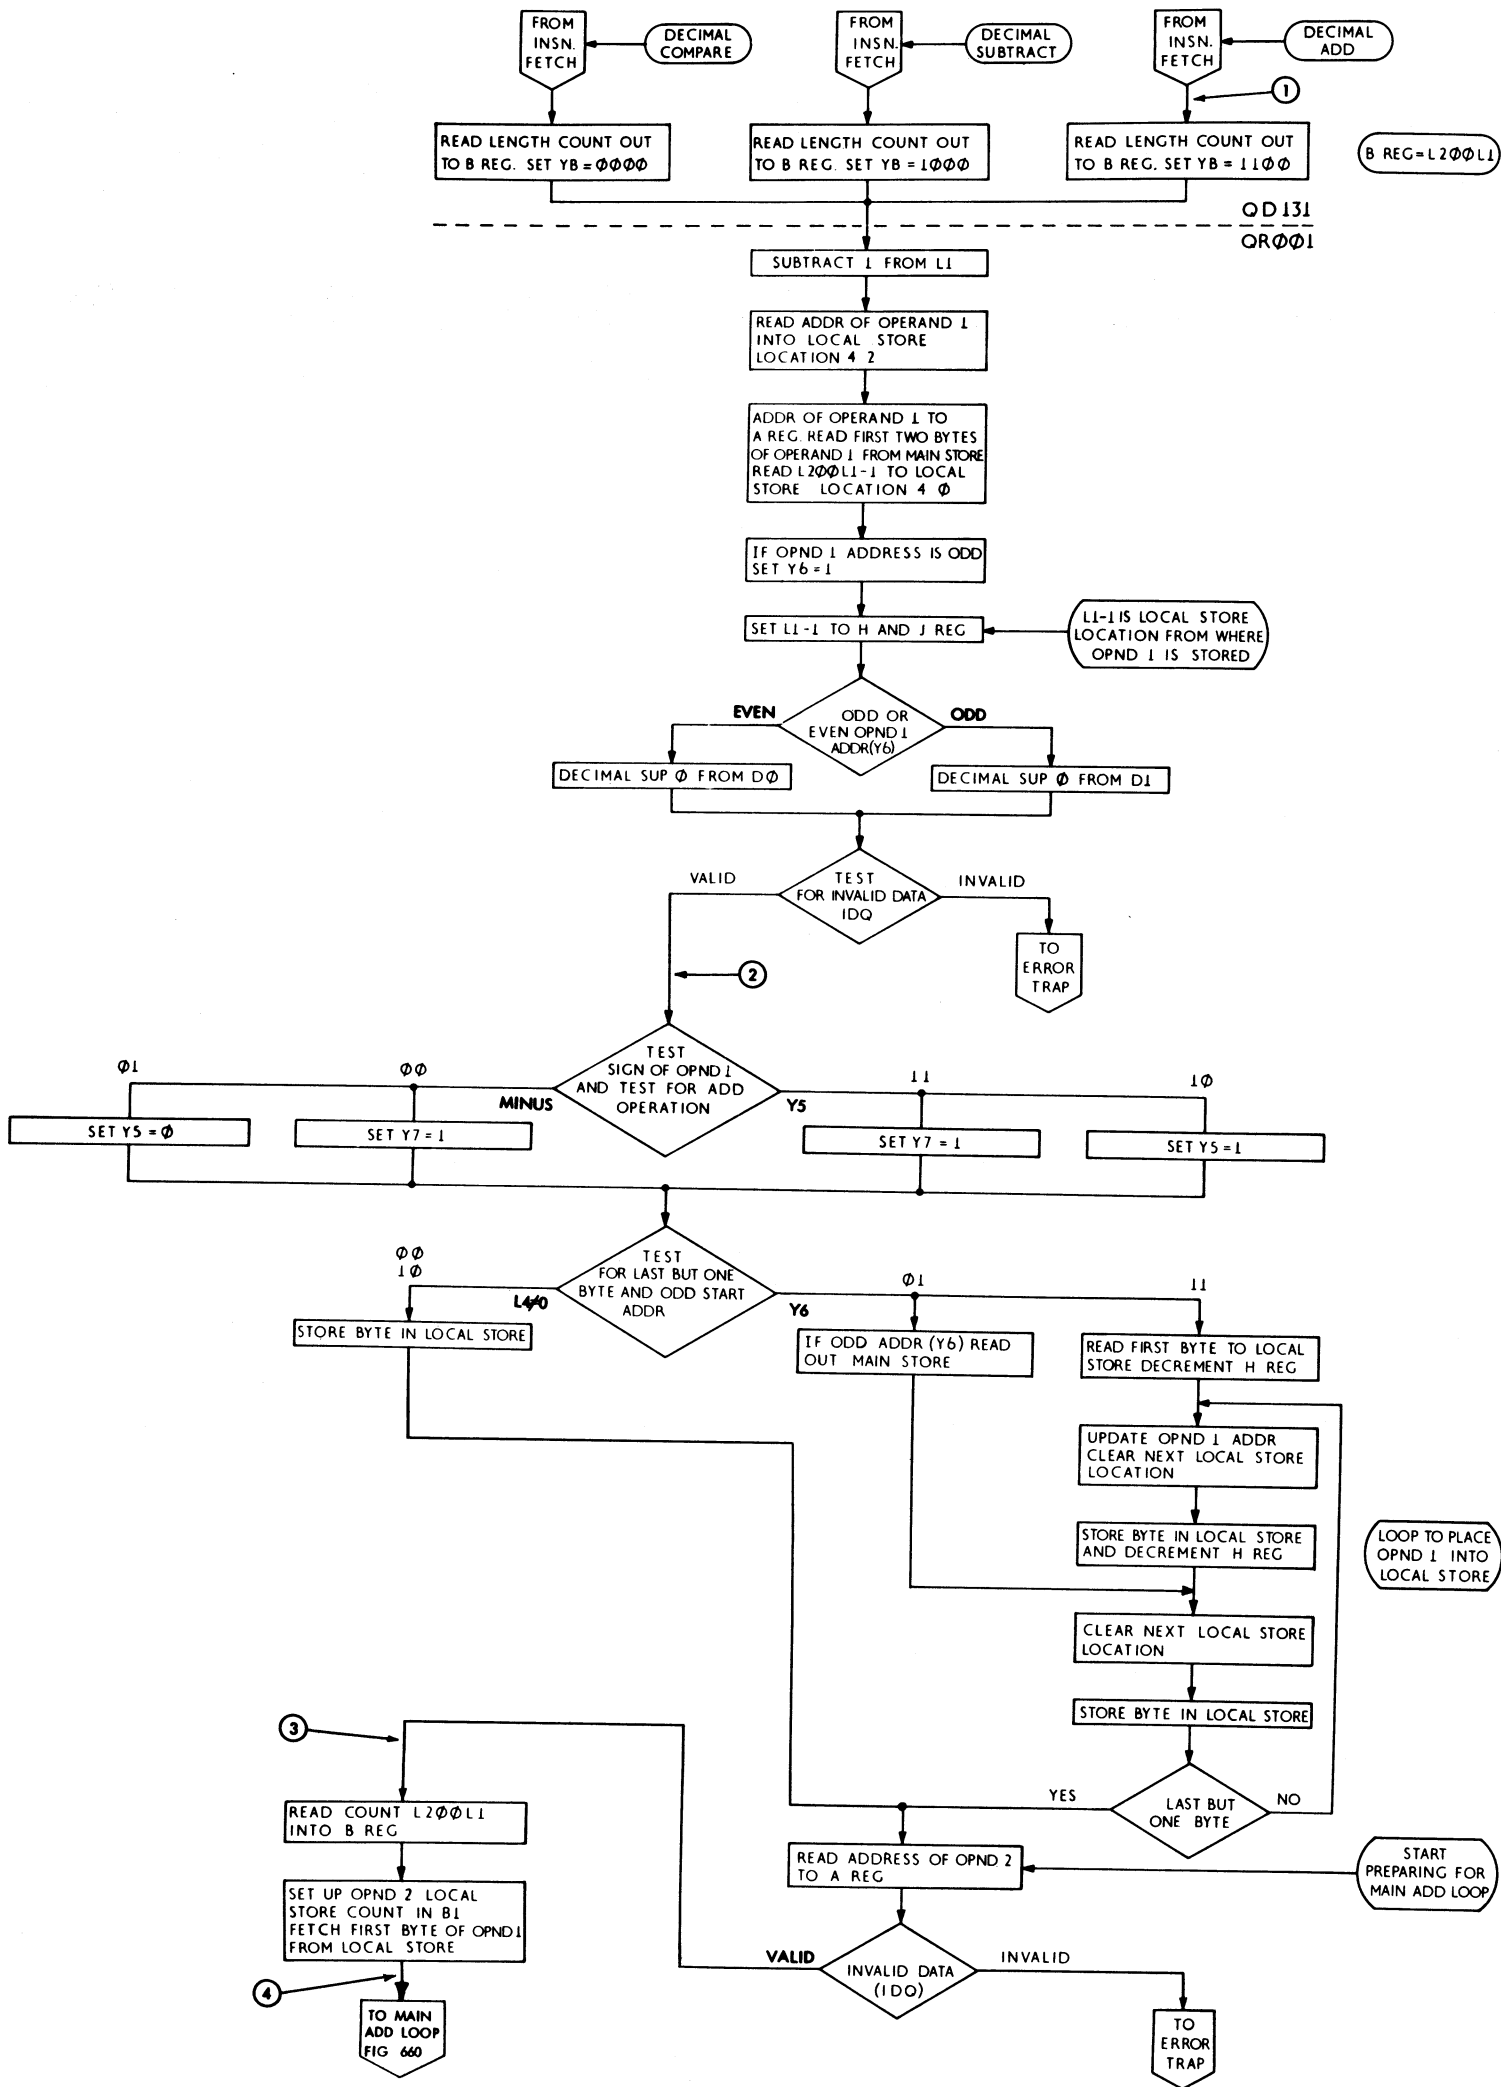 FROM
INSN.
FETCH
DECIMAL
COMPARE
FROM
INSN.
FETCH
DECIMAL
SUBTRACT
FROM
INSN.
FETCH
DECIMAL
ADD
1
READ LENGTH COUNT OUT
TO B REG. SET YB = ØØØØ
READ LENGTH COUNT OUT
TO B REG. SET YB = 1ØØØ
READ LENGTH COUNT OUT
TO B REG. SET YB = 11ØØ
B REG = L2ØØL1
QD131
QRØØ1
SUBTRACT 1 FROM L1
READ ADDR OF OPERAND 1
INTO LOCAL STORE
LOCATION 4 2
ADDR OF OPERAND 1 TO
A REG. READ FIRST TWO BYTES
OF OPERAND 1 FROM MAIN STORE
READ L2ØØL1-1 TO LOCAL
STORE LOCATION 4 Ø
IF OPND 1 ADDRESS IS ODD
SET Y6 = 1
SET L1-1 TO H AND J REG
L1-1 IS LOCAL STORE
LOCATION FROM WHERE
OPND 1 IS STORED
EVEN
ODD OR
EVEN OPND 1
ADDR(Y6)
ODD
DECIMAL SUP Ø FROM DØ
DECIMAL SUP Ø FROM D1
VALID
TEST
FOR INVALID DATA
IDQ
INVALID
TO
ERROR
TRAP
2
TEST
SIGN OF OPND 1
AND TEST FOR ADD
OPERATION
MINUS
Y5
Ø1
ØØ
11
1Ø
SET Y5 = Ø
SET Y7 = 1
SET Y7 = 1
SET Y5 = 1
TEST
FOR LAST BUT ONE
BYTE AND ODD START
ADDR
ØØ
1Ø
L4≠0
Y6
Ø1
11
STORE BYTE IN LOCAL STORE
IF ODD ADDR (Y6) READ
OUT MAIN STORE
READ FIRST BYTE TO LOCAL
STORE DECREMENT H REG
UPDATE OPND 1 ADDR
CLEAR NEXT LOCAL STORE
LOCATION
STORE BYTE IN LOCAL STORE
AND DECREMENT H REG
LOOP TO PLACE
OPND 1 INTO
LOCAL STORE
CLEAR NEXT LOCAL STORE
LOCATION
STORE BYTE IN LOCAL STORE
YES
LAST BUT
ONE BYTE
NO
3
READ COUNT L2ØØL1
INTO B REG
READ ADDRESS OF OPND 2
TO A REG
START
PREPARING FOR
MAIN ADD LOOP
SET UP OPND 2 LOCAL
STORE COUNT IN B1
FETCH FIRST BYTE OF OPND1
FROM LOCAL STORE
VALID
INVALID DATA
(IDQ)
INVALID
4
TO MAIN
ADD LOOP
FIG 660
TO
ERROR
TRAP